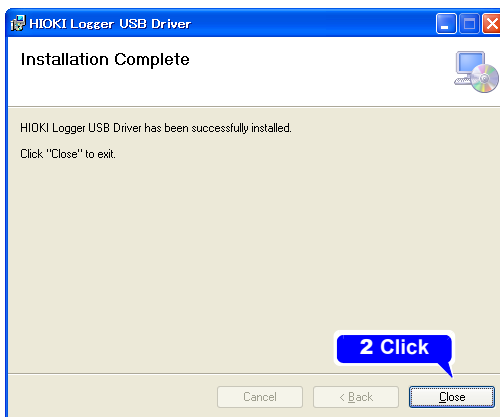 HIOKI Logger USB Driver
Installation Complete
HIOKI Logger USB Driver has been successfully installed.
Click "Close" to exit.
2 Click
Cancel
< Back
Close